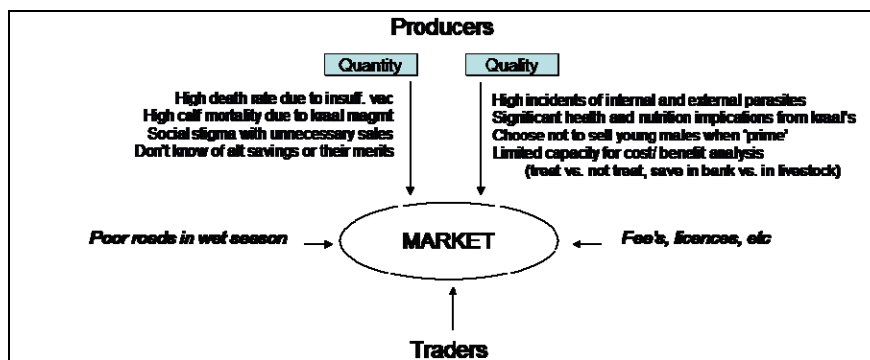 Producers
Quantity
Quality
High death rate due to insuff. vac
High calf mortality due to kraal magmt
Social stigma with unnecessary sales
Don't know of alt savings or their merits
High incidents of internal and external parasites
Significant health and nutrition implications from kraal's
Choose not to sell young males when 'prime'
Limited capacity for cost/ benefit analysis
(treat vs. not treat, save in bank vs. in livestock)
Poor roads in wet season
MARKET
Fee's, licences, etc
Traders